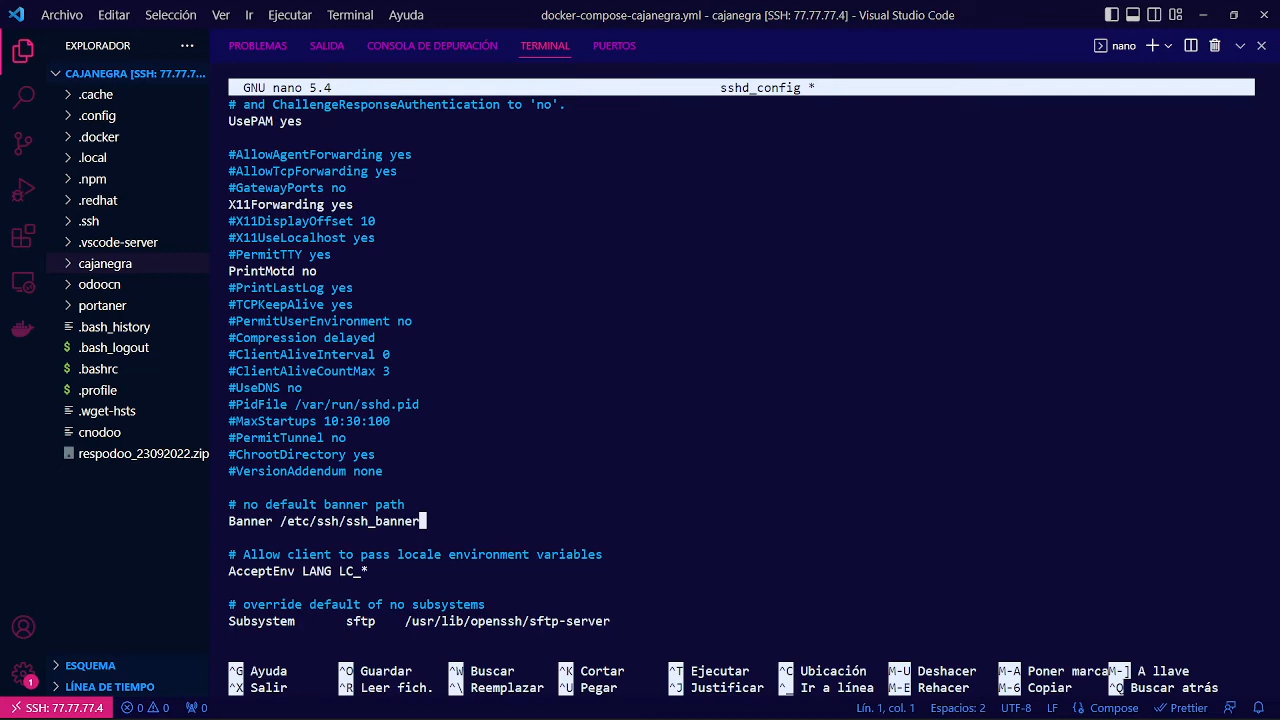 Archivo Editar Selección Ver Ir Ejecutar Terminal Ayuda docker-compose-cajanegra.yml - cajanegra [SSH: 77.77.77.4] - Visual Studio Code
EXPLORADOR
CAJANEGRA [SSH: 77.77.7...
.cache
.config
.docker
.local
.npm
.redhat
.ssh
.vscode-server
cajanegra
odoocn
portaner
.bash_history
$ .bash_logout
$ .bashrc
$ .profile
.wget-hsts
cnodoo
respodoo_23092022.zip
ESQUEMA
LÍNEA DE TIEMPO
PROBLEMAS SALIDA CONSOLA DE DEPURACIÓN TERMINAL PUERTOS nano
GNU nano 5.4 sshd_config *
# and ChallengeResponseAuthentication to 'no'.
UsePAM yes
#AllowAgentForwarding yes
#AllowTcpForwarding yes
#GatewayPorts no
X11Forwarding yes
#X11DisplayOffset 10
#X11UseLocalhost yes
#PermitTTY yes
PrintMotd no
#PrintLastLog yes
#TCPKeepAlive yes
#PermitUserEnvironment no
#Compression delayed
#ClientAliveInterval 0
#ClientAliveCountMax 3
#UseDNS no
#PidFile /var/run/sshd.pid
#MaxStartups 10:30:100
#PermitTunnel no
#ChrootDirectory yes
#VersionAddendum none
# no default banner path
Banner /etc/ssh/ssh_banner
# Allow client to pass locale environment variables
AcceptEnv LANG LC_*
# override default of no subsystems
Subsystem sftp /usr/lib/openssh/sftp-server
^G Ayuda ^O Guardar ^W Buscar ^K Cortar ^T Ejecutar ^C Ubicación M-U Deshacer M-A Poner marcaM-] A llave
^X Salir ^R Leer fich. ^\ Reemplazar ^U Pegar ^J Justificar ^_ Ir a línea M-E Rehacer M-6 Copiar ^Q Buscar atrás
1
SSH: 77.77.77.4 0 0 0 Lín. 1, col. 1 Espacios: 2 UTF-8 LF Compose Prettier